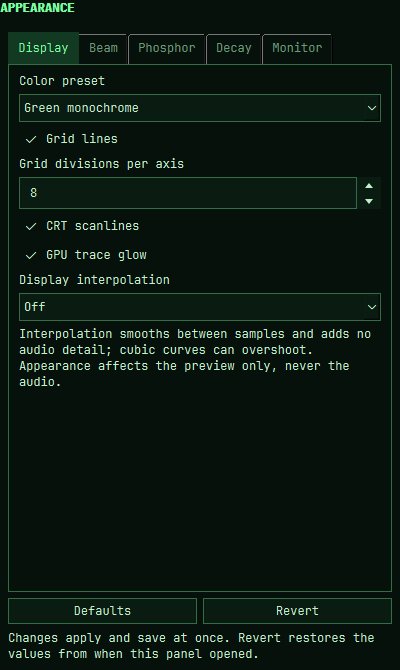 APPEARANCE
Display Beam Phosphor Decay Monitor
Color preset
Green monochrome
Grid lines
Grid divisions per axis
8
CRT scanlines
GPU trace glow
Display interpolation
Off
Interpolation smooths between samples and adds no
audio detail; cubic curves can overshoot.
Appearance affects the preview only, never the
audio.
Defaults Revert
Changes apply and save at once. Revert restores the
values from when this panel opened.